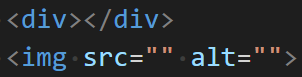 <div></div>
<img src="" alt="">